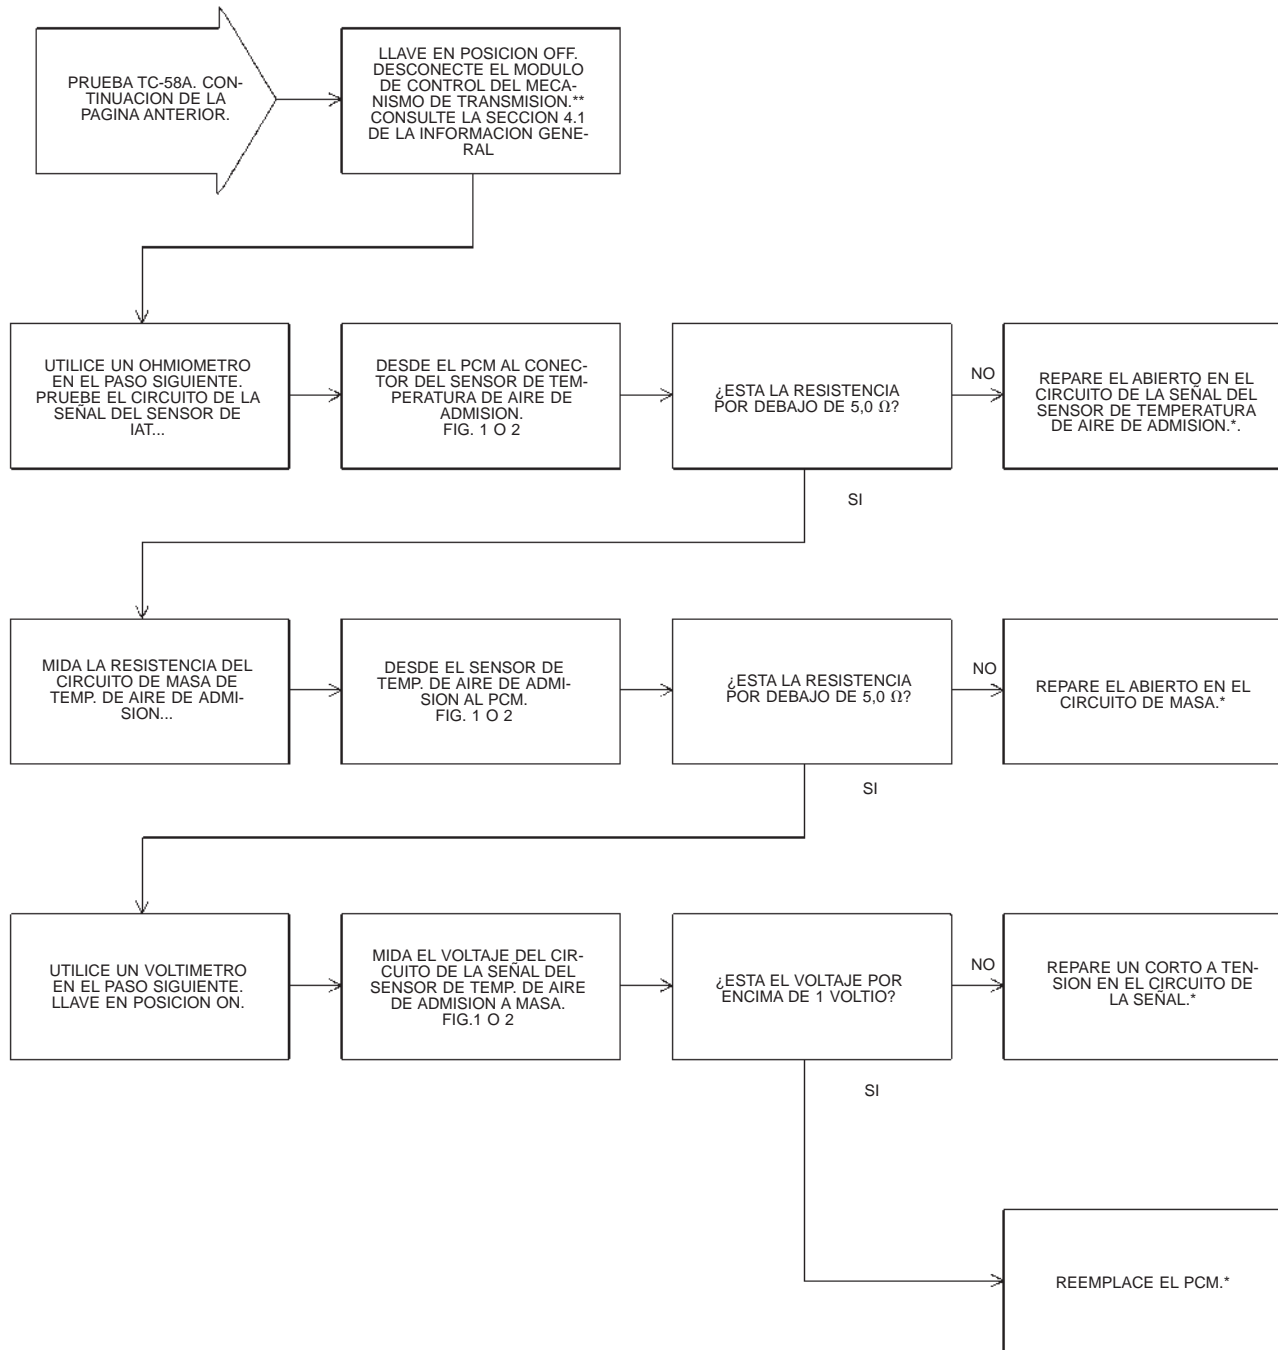 PRUEBA TC-58A. CON-
TINUACION DE LA
PAGINA ANTERIOR.
LLAVE EN POSICION OFF.
DESCONECTE EL MODULO
DE CONTROL DEL MECA-
NISMO DE TRANSMISION.**
CONSULTE LA SECCION 4.1
DE LA INFORMACION GENE-
RAL
UTILICE UN OHMIOMETRO
EN EL PASO SIGUIENTE.
PRUEBE EL CIRCUITO DE LA
SEÑAL DEL SENSOR DE
IAT...
DESDE EL PCM AL CONEC-
TOR DEL SENSOR DE TEM-
PERATURA DE AIRE DE
ADMISION.
FIG. 1 O 2
¿ESTA LA RESISTENCIA
POR DEBAJO DE 5,0 Ω?
NO
REPARE EL ABIERTO EN EL
CIRCUITO DE LA SEÑAL DEL
SENSOR DE TEMPERATURA
DE AIRE DE ADMISION.*.
SI
MIDA LA RESISTENCIA DEL
CIRCUITO DE MASA DE
TEMP. DE AIRE DE ADMI-
SION...
DESDE EL SENSOR DE
TEMP. DE AIRE DE ADMI-
SION AL PCM.
FIG. 1 O 2
¿ESTA LA RESISTENCIA
POR DEBAJO DE 5,0 Ω?
NO
REPARE EL ABIERTO EN EL
CIRCUITO DE MASA.*
SI
UTILICE UN VOLTIMETRO
EN EL PASO SIGUIENTE.
LLAVE EN POSICION ON.
MIDA EL VOLTAJE DEL CIR-
CUITO DE LA SEÑAL DEL
SENSOR DE TEMP. DE AIRE
DE ADMISION A MASA.
FIG.1 O 2
¿ESTA EL VOLTAJE POR
ENCIMA DE 1 VOLTIO?
NO
REPARE UN CORTO A TEN-
SION EN EL CIRCUITO DE
LA SEÑAL.*
SI
REEMPLACE EL PCM.*